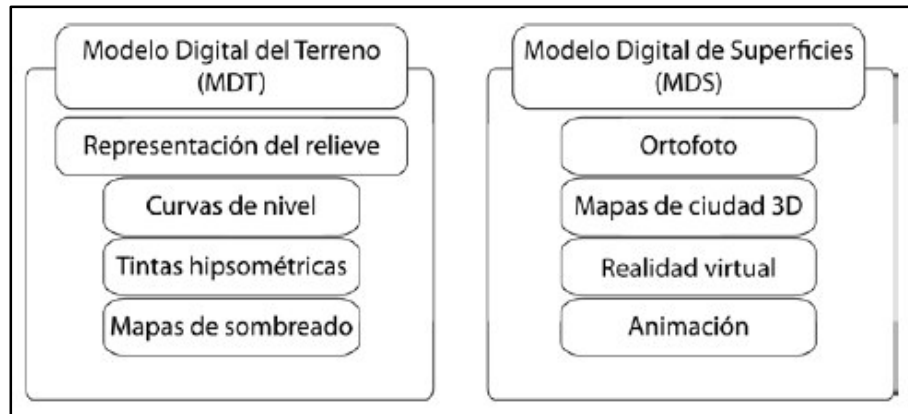 Modelo Digital del Terreno
(MDT)
Representación del relieve
Curvas de nivel
Tintas hipsométricas
Mapas de sombreado
Modelo Digital de Superficies
(MDS)
Ortofoto
Mapas de ciudad 3D
Realidad virtual
Animación